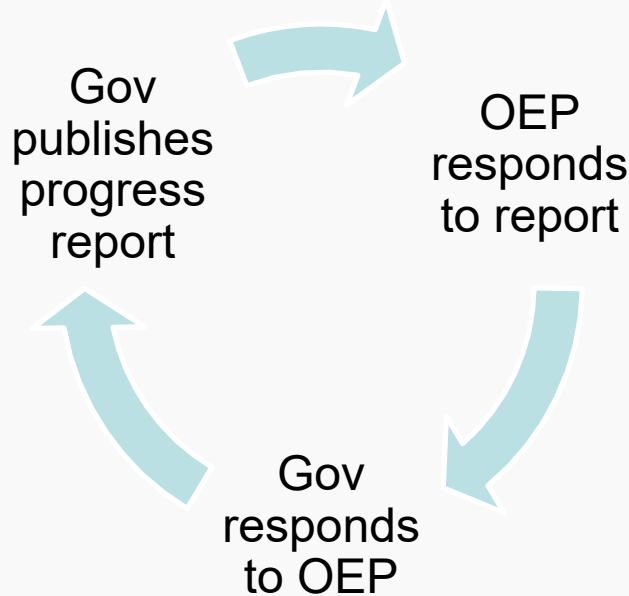 Gov
publishes
progress
report
OEP
responds
to report
Gov
responds
to OEP